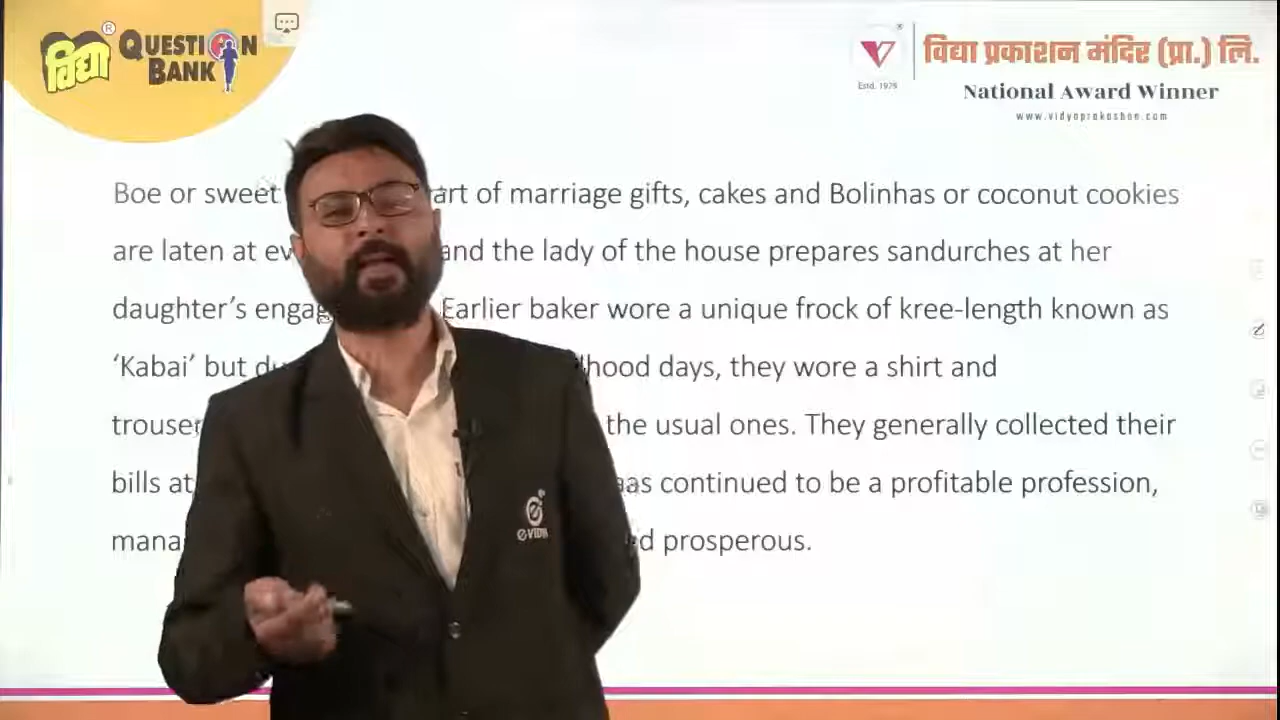 विद्या
®
QUESTION
BANK
Estd. 1979
विद्या प्रकाशन मंदिर (प्रा.) लि.
National Award Winner
www.vidyaprakashan.com
Boe or sweet art of marriage gifts, cakes and Bolinhas or coconut cookies
are laten at ev and the lady of the house prepares sandurches at her
daughter’s engag Earlier baker wore a unique frock of kree-length known as
‘Kabai’ but du hood days, they wore a shirt and
trouser the usual ones. They generally collected their
bills at has continued to be a profitable profession,
mana d prosperous.
e
eVIDYA